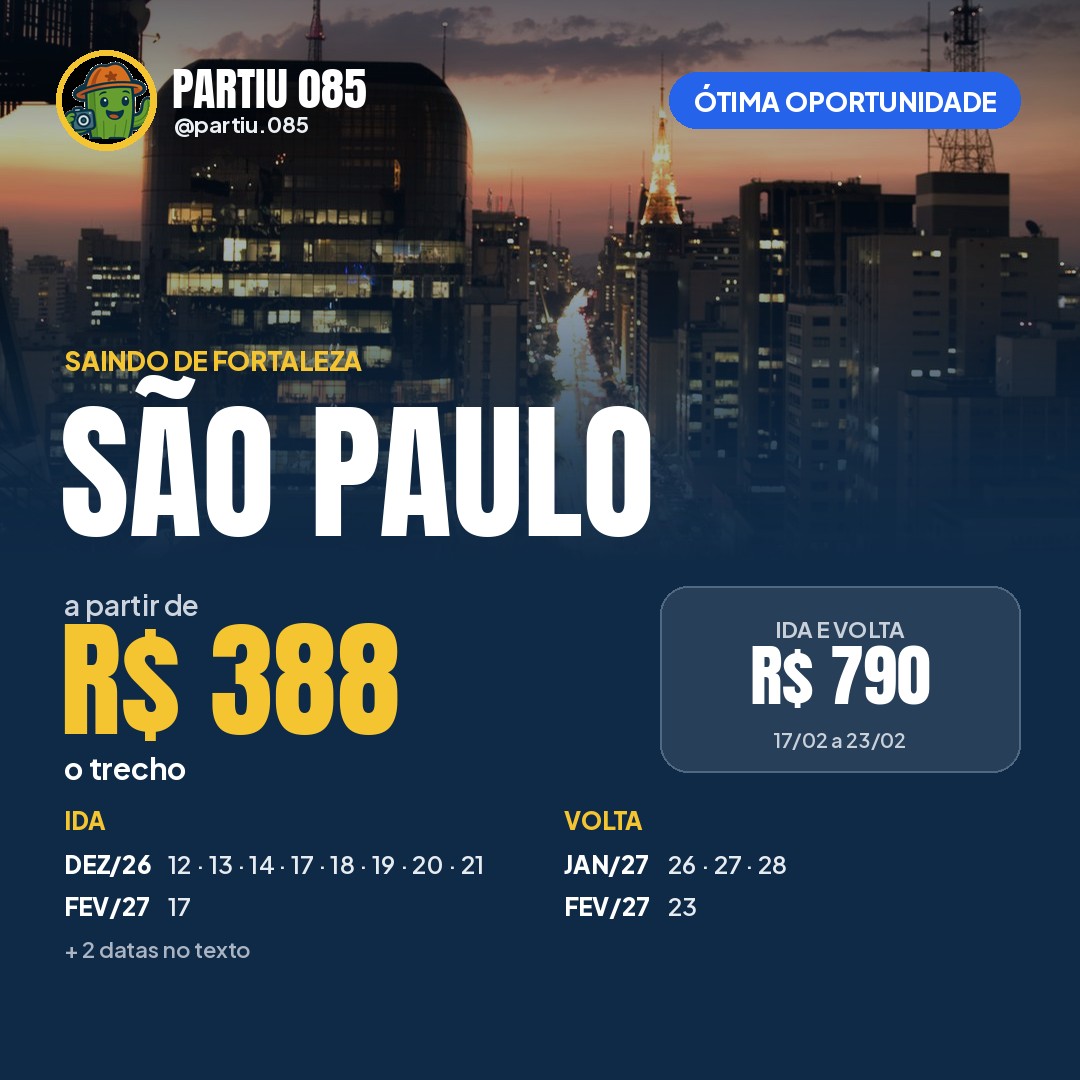 PARTIU 085
@partiu.085
ÓTIMA OPORTUNIDADE
SAINDO DE FORTALEZA
SÃO PAULO
a partir de
R$ 388
o trecho
IDA E VOLTA
R$ 790
17/02 a 23/02
IDA
DEZ/26 12 · 13 · 14 · 17 · 18 · 19 · 20 · 21
FEV/27 17
+ 2 datas no texto
VOLTA
JAN/27 26 · 27 · 28
FEV/27 23